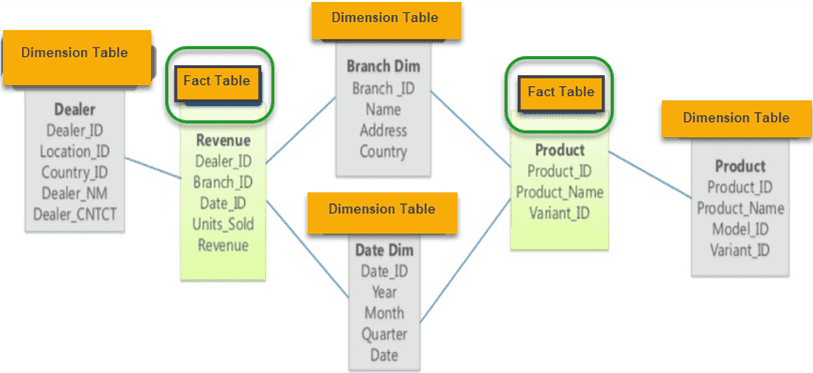 Dimension Table
Dealer
Dealer_ID
Location_ID
Country_ID
Dealer_NM
Dealer_CNTCT
Fact Table
Revenue
Dealer_ID
Branch_ID
Date_ID
Units_Sold
Revenue
Dimension Table
Branch Dim
Branch _ID
Name
Address
Country
Dimension Table
Date Dim
Date_ID
Year
Month
Quarter
Date
Fact Table
Product
Product_ID
Product_Name
Variant_ID
Dimension Table
Product
Product_ID
Product_Name
Model_ID
Variant_ID